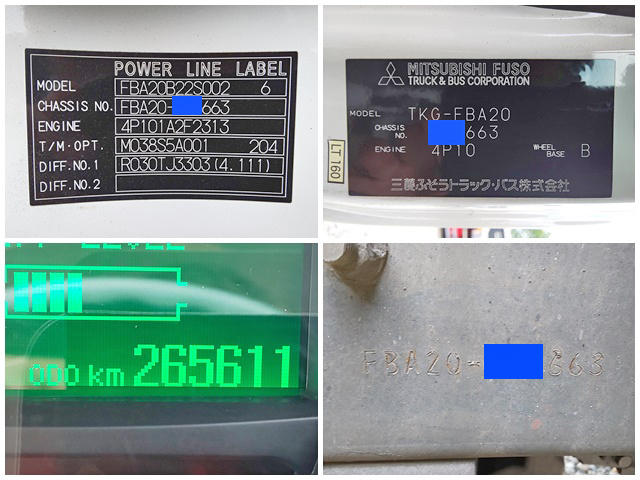 POWER LINE LABEL
MODEL FBA20B22S002 6
CHASSIS NO. FBA20- 663
ENGINE 4P101A2F2313
T/M·OPT. M038S5A001 204
DIFF.NO.1 R030TJ3303(4.111)
DIFF.NO.2
MITSUBISHI FUSO
TRUCK & BUS CORPORATION
MODEL TKG-FBA20
CHASSIS NO. 663
ENGINE 4P10 WHEEL BASE B
LT160
三菱ふそうトラック・バス株式会社
ODO km 265611
FBA20- 663